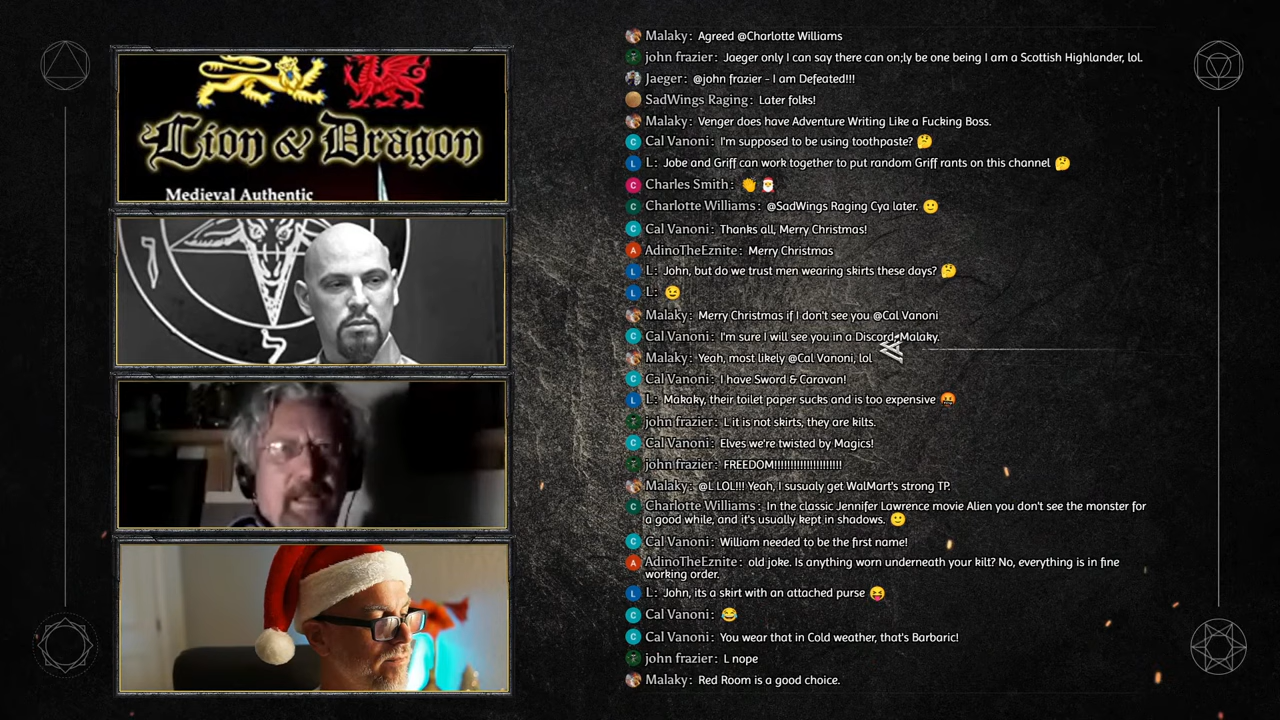 Lion & Dragon
Medieval Authentic
Malaky: Agreed @Charlotte Williams
john frazier: Jaeger only I can say there can on;ly be one being I am a Scottish Highlander, lol.
Jaeger: @john frazier - I am Defeated!!!
SadWings Raging: Later folks!
Malaky: Venger does have Adventure Writing Like a Fucking Boss.
C Cal Vanoni: I'm supposed to be using toothpaste? 🤔
L L: Jobe and Griff can work together to put random Griff rants on this channel 🤔
C Charles Smith: 👏 🎅
C Charlotte Williams: @SadWings Raging Cya later. 🙂
C Cal Vanoni: Thanks all, Merry Christmas!
A AdinoTheEznite: Merry Christmas
L L: John, but do we trust men wearing skirts these days? 🤔
L L: 😉
Malaky: Merry Christmas if I don't see you @Cal Vanoni
C Cal Vanoni: I'm sure I will see you in a Discord, Malaky.
Malaky: Yeah, most likely @Cal Vanoni, lol
C Cal Vanoni: I have Sword & Caravan!
L L: Makaky, their toilet paper sucks and is too expensive 🤬
john frazier: L it is not skirts, they are kilts.
C Cal Vanoni: Elves we're twisted by Magics!
john frazier: FREEDOM!!!!!!!!!!!!!!!!!!!!!!
Malaky: @L LOL!!! Yeah, I susualy get WalMart's strong TP.
C Charlotte Williams: In the classic Jennifer Lawrence movie Alien you don't see the monster for
a good while, and it's usually kept in shadows. 🙂
C Cal Vanoni: William needed to be the first name!
A AdinoTheEznite: old joke. Is anything worn underneath your kilt? No, everything is in fine
working order.
L L: John, its a skirt with an attached purse 😝
C Cal Vanoni: 😂
C Cal Vanoni: You wear that in Cold weather, that's Barbaric!
john frazier: L nope
Malaky: Red Room is a good choice.